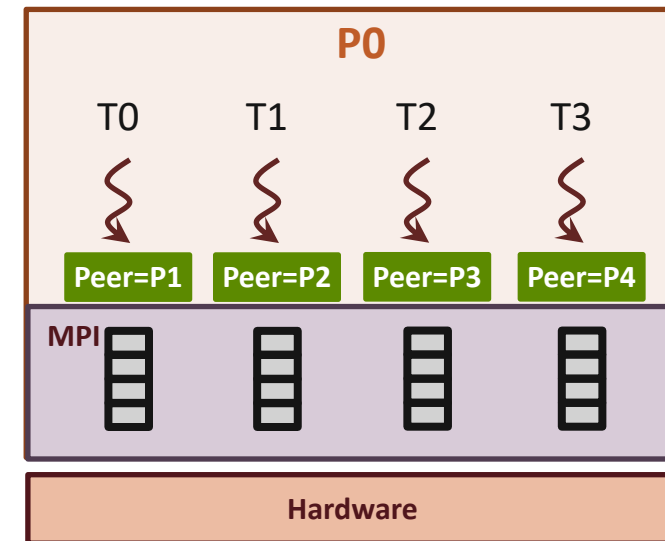 P0
T0 T1 T2 T3
Peer=P1 Peer=P2 Peer=P3 Peer=P4
MPI
Hardware